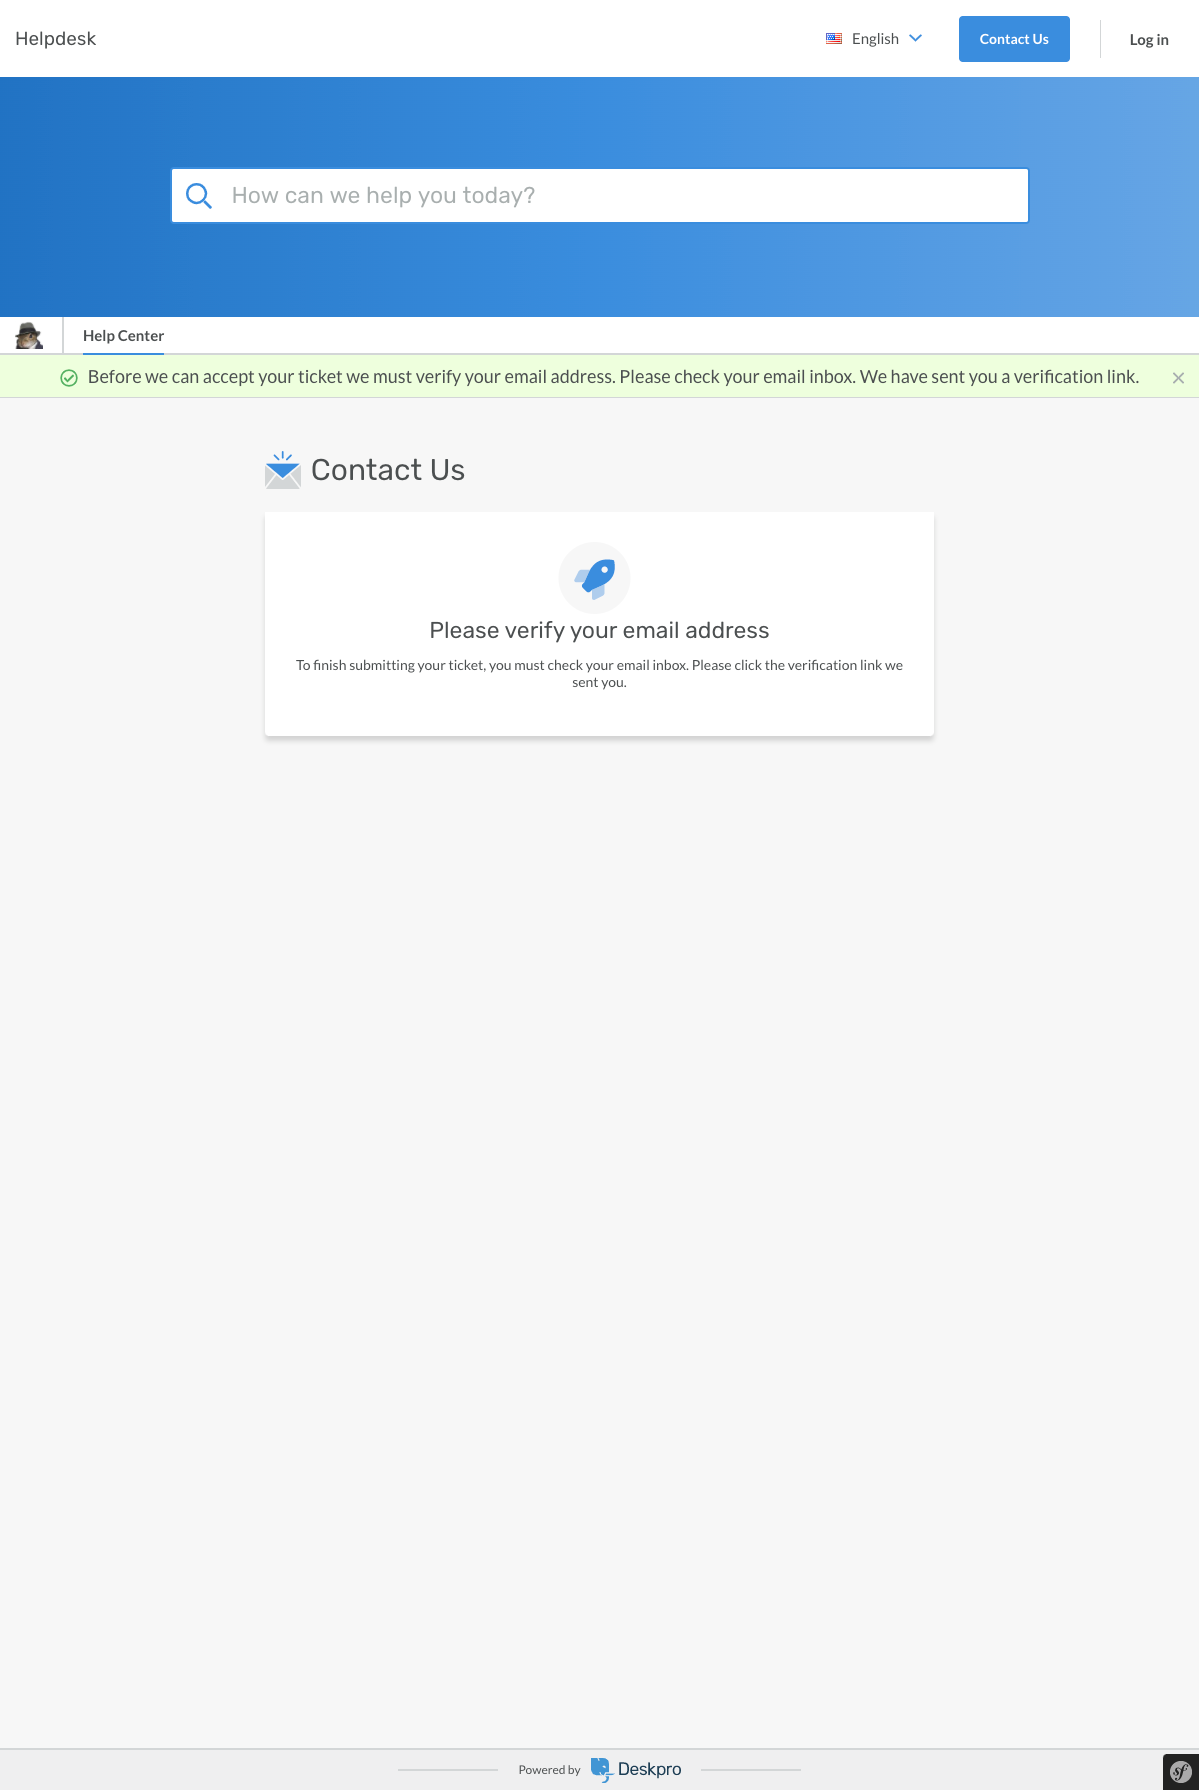 Helpdesk
English
Contact Us
Log in
How can we help you today?
Help Center
Before we can accept your ticket we must verify your email address. Please check your email inbox. We have sent you a verification link.
Contact Us
Please verify your email address
To finish submitting your ticket, you must check your email inbox. Please click the verification link we
sent you.
Powered by Deskpro
sf